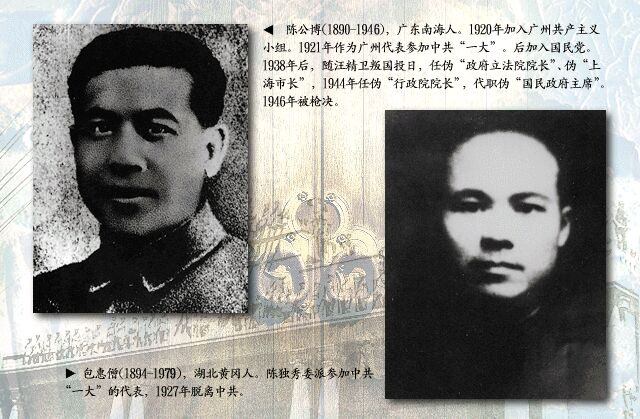 ◀ 陈公博(1890-1946)，广东南海人。1920年加入广州共产主义
小组。1921年作为广州代表参加中共“一大”。后加入国民党。
1938年后，随汪精卫叛国投日，任伪“政府立法院院长”、伪“上
海市长”，1944年任伪“行政院院长”，代职伪“国民政府主席”。
1946年被枪决。
▶ 包惠僧(1894-1979)，湖北黄冈人。陈独秀委派参加中共
“一大”的代表，1927年脱离中共。